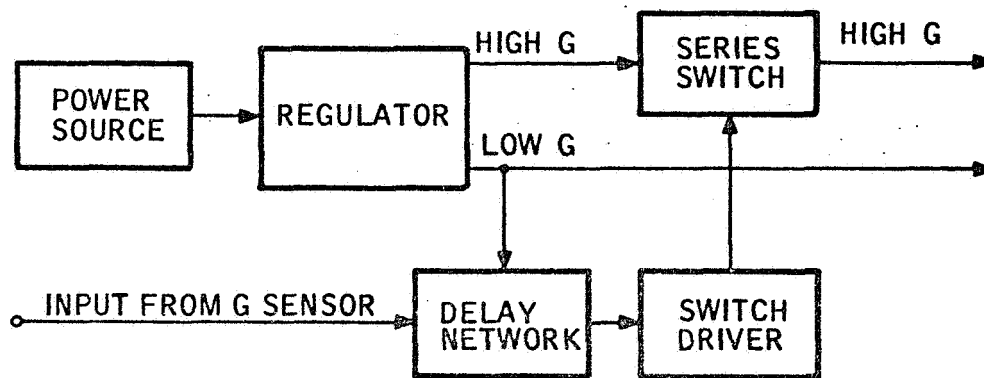 HIGH G
SERIES
SWITCH
HIGH G
POWER
SOURCE
REGULATOR
LOW G
INPUT FROM G SENSOR
DELAY
NETWORK
SWITCH
DRIVER